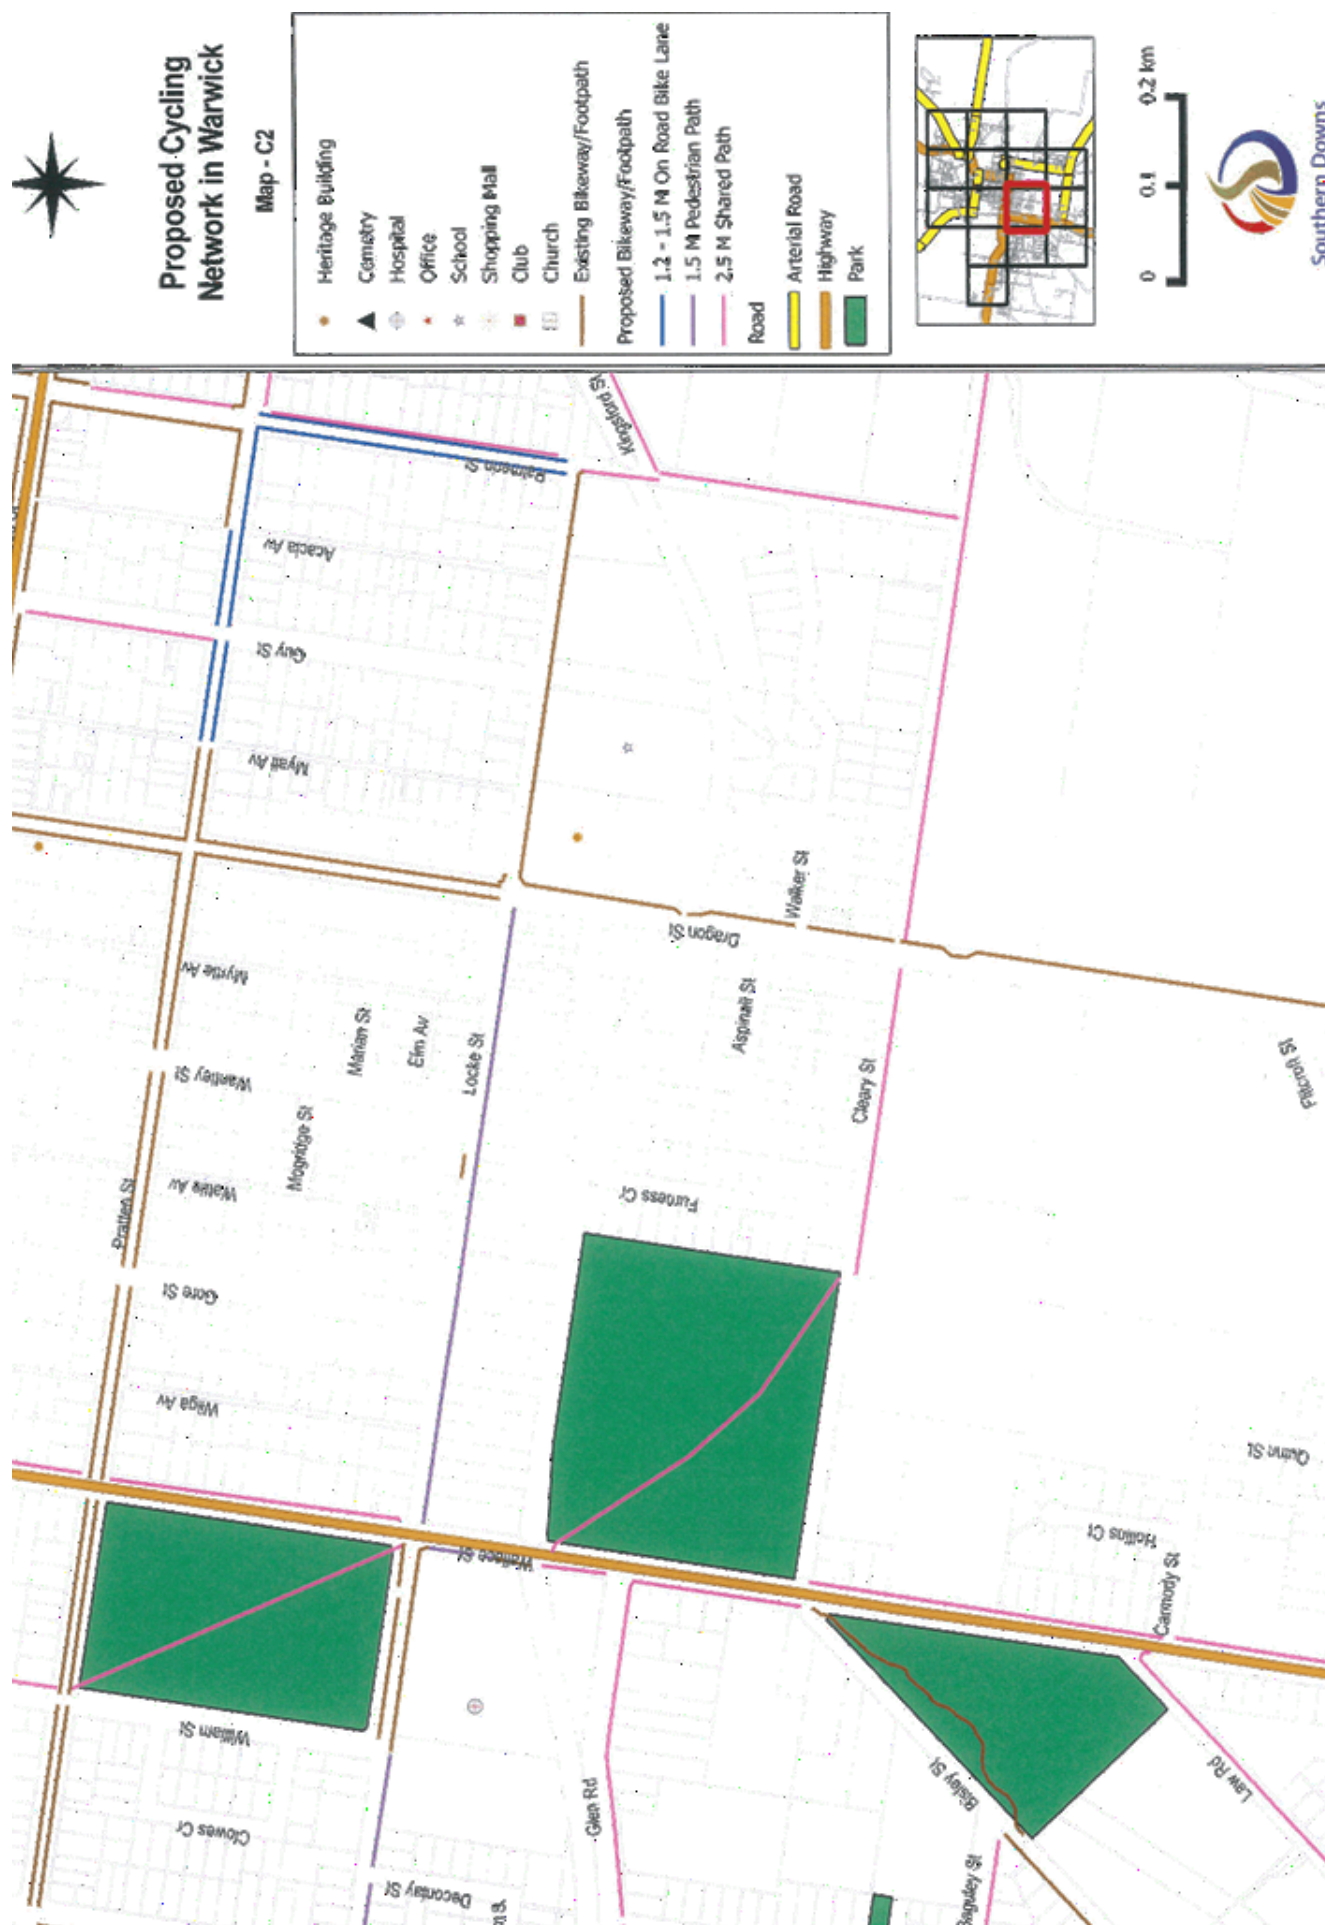 Proposed Cycling
Network in Warwick
Map - C2
Heritage Building
Cemetry
Hospital
Office
School
Shopping Mall
Club
Church
Existing Bikeway/Footpath
Proposed Bikeway/Footpath
1.2 - 1.5 M On Road Bike Lane
1.5 M Pedestrian Path
2.5 M Shared Path
Road
Arterial Road
Highway
Park
0 0.1 0.2 km
Southern Downs
Kingsford St
Palmerin St
Acacia Av
Guy St
Myall Av
Walker St
Dragon St
Myrtle Av
Aspinall St
Marian St
Elm Av
Locke St
Wantley St
Cleary St
Flitcroft St
Mogridge St
Wattle Av
Pratten St
Furness Cr
Gore St
Wilga Av
Quinn St
Hollins Ct
Wallace St
Carmody St
William St
Glen Rd
Bisley St
Law Rd
Clowes Cr
Deconlay St
Baguley St